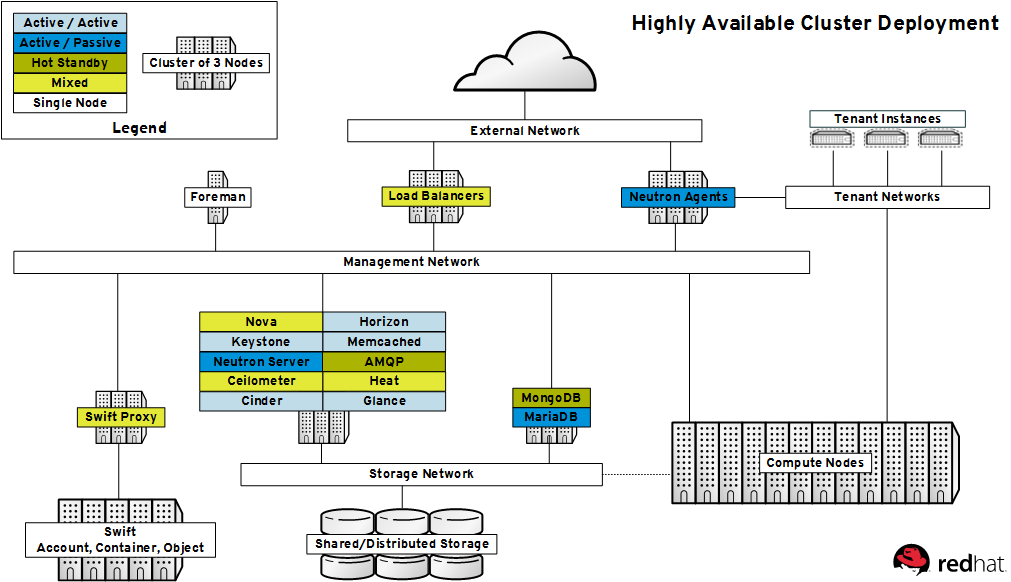 Highly Available Cluster Deployment
Active / Active
Active / Passive
Hot Standby
Mixed
Single Node
Cluster of 3 Nodes
Legend
External Network
Tenant Instances
Foreman
Load Balancers
Neutron Agents
Tenant Networks
Management Network
Nova
Horizon
Keystone
Memcached
Neutron Server
AMQP
Ceilometer
Heat
Cinder
Glance
MongoDB
MariaDB
Swift Proxy
Compute Nodes
Storage Network
Swift
Account, Container, Object
Shared/Distributed Storage
redhat.